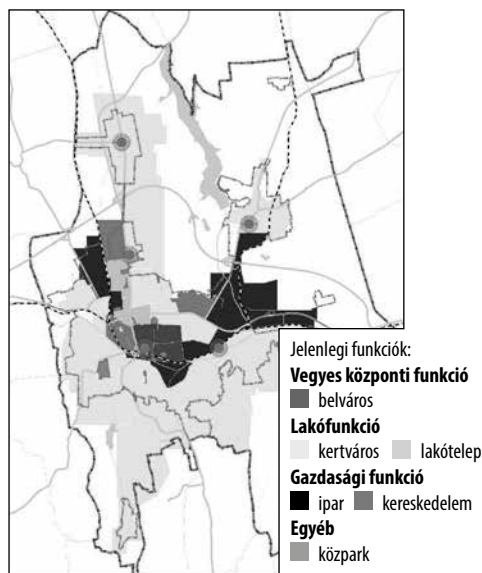 Jelenlegi funkciók:
Vegyes központi funkció
belváros
Lakófunkció
kertváros lakótelep
Gazdasági funkció
ipar kereskedelem
Egyéb
közpark